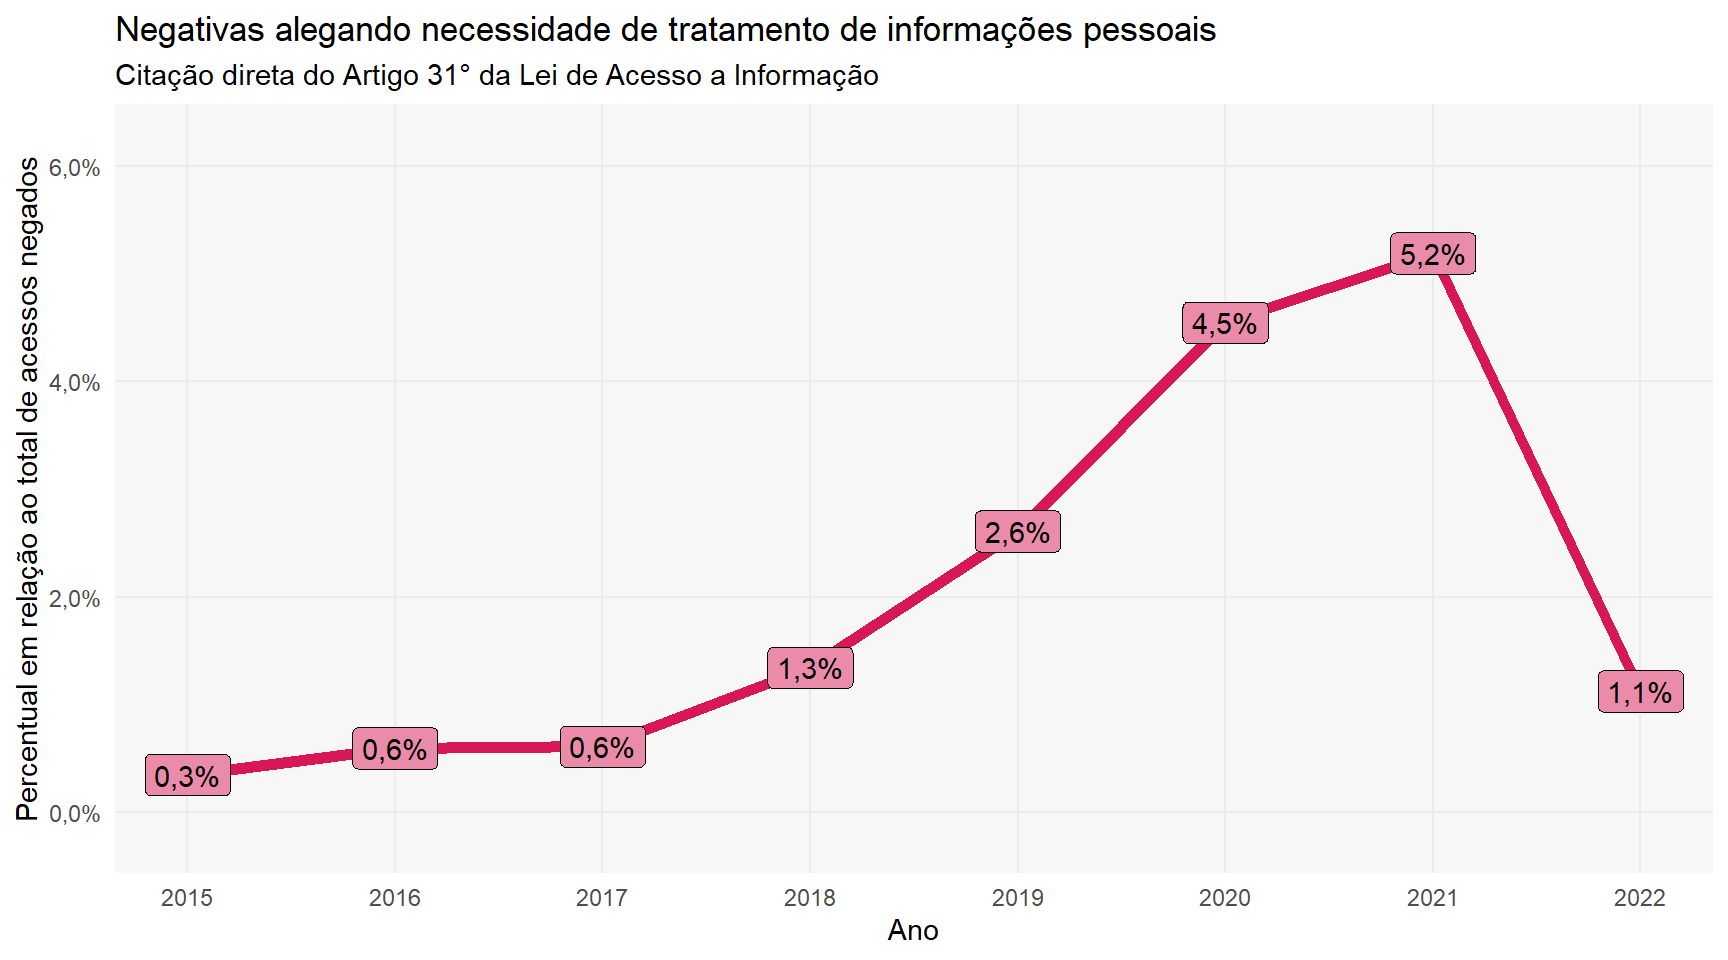 Negativas alegando necessidade de tratamento de informações pessoais
Citação direta do Artigo 31° da Lei de Acesso a Informação
Percentual em relação ao total de acessos negados
6,0%
4,0%
2,0%
0,0%
0,3%
0,6%
0,6%
1,3%
2,6%
4,5%
5,2%
1,1%
2015 2016 2017 2018 2019 2020 2021 2022
Ano